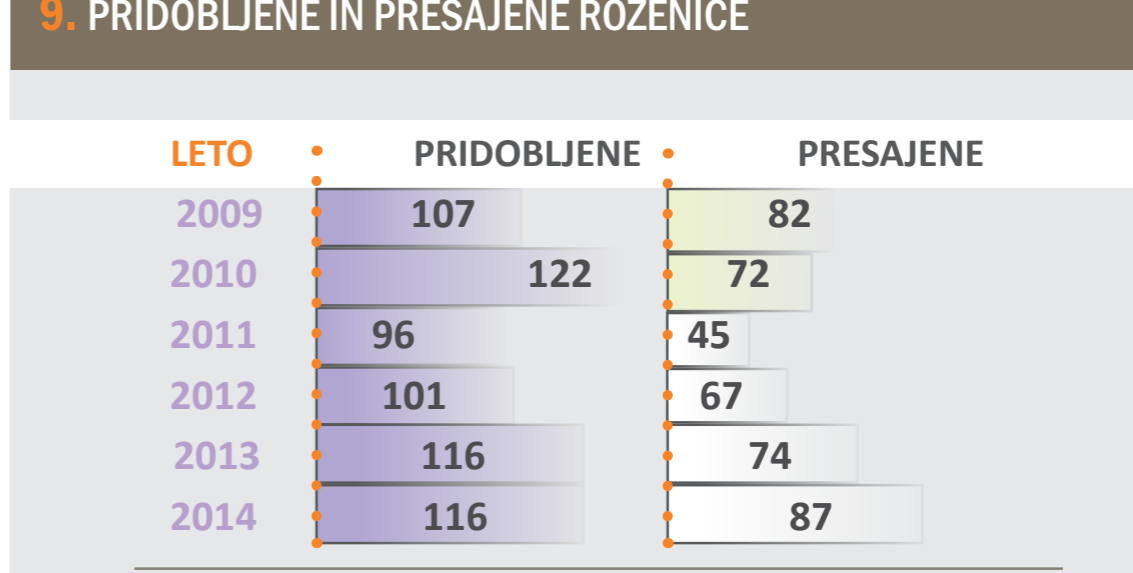 9. PRIDOBLJENE IN PRESAJENE ROŽENICE
LETO PRIDOBLJENE PRESAJENE
2009 107 82
2010 122 72
2011 96 45
2012 101 67
2013 116 74
2014 116 87